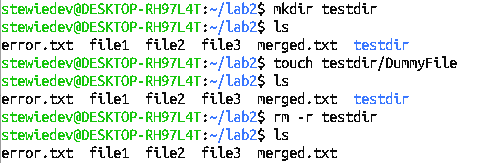 stewiedev@DESKTOP-RH97L4T:~/lab2$ mkdir testdir
stewiedev@DESKTOP-RH97L4T:~/lab2$ ls
error.txt  file1  file2  file3  merged.txt  testdir
stewiedev@DESKTOP-RH97L4T:~/lab2$ touch testdir/DummyFile
stewiedev@DESKTOP-RH97L4T:~/lab2$ ls
error.txt  file1  file2  file3  merged.txt  testdir
stewiedev@DESKTOP-RH97L4T:~/lab2$ rm -r testdir
stewiedev@DESKTOP-RH97L4T:~/lab2$ ls
error.txt  file1  file2  file3  merged.txt